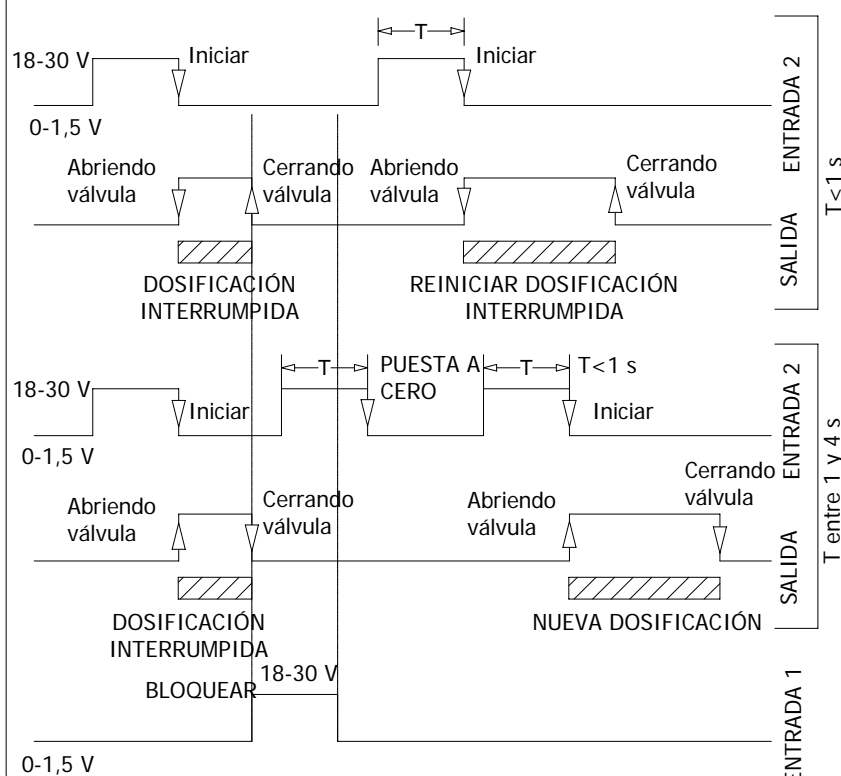 T
18-30 V
Iniciar
Iniciar
0-1,5 V
ENTRADA 2
Abriendo
válvula
Cerrando
válvula
Abriendo
válvula
Cerrando
válvula
SALIDA
T<1 s
DOSIFICACIÓN
INTERRUMPIDA
REINICIAR DOSIFICACIÓN
INTERRUMPIDA
T
PUESTA A
CERO
T
T<1 s
18-30 V
Iniciar
Iniciar
0-1,5 V
ENTRADA 2
Abriendo
válvula
Cerrando
válvula
Abriendo
válvula
Cerrando
válvula
SALIDA
T entre 1 y 4 s
DOSIFICACIÓN
INTERRUMPIDA
NUEVA DOSIFICACIÓN
18-30 V
BLOQUEAR
0-1,5 V
ENTRADA 1